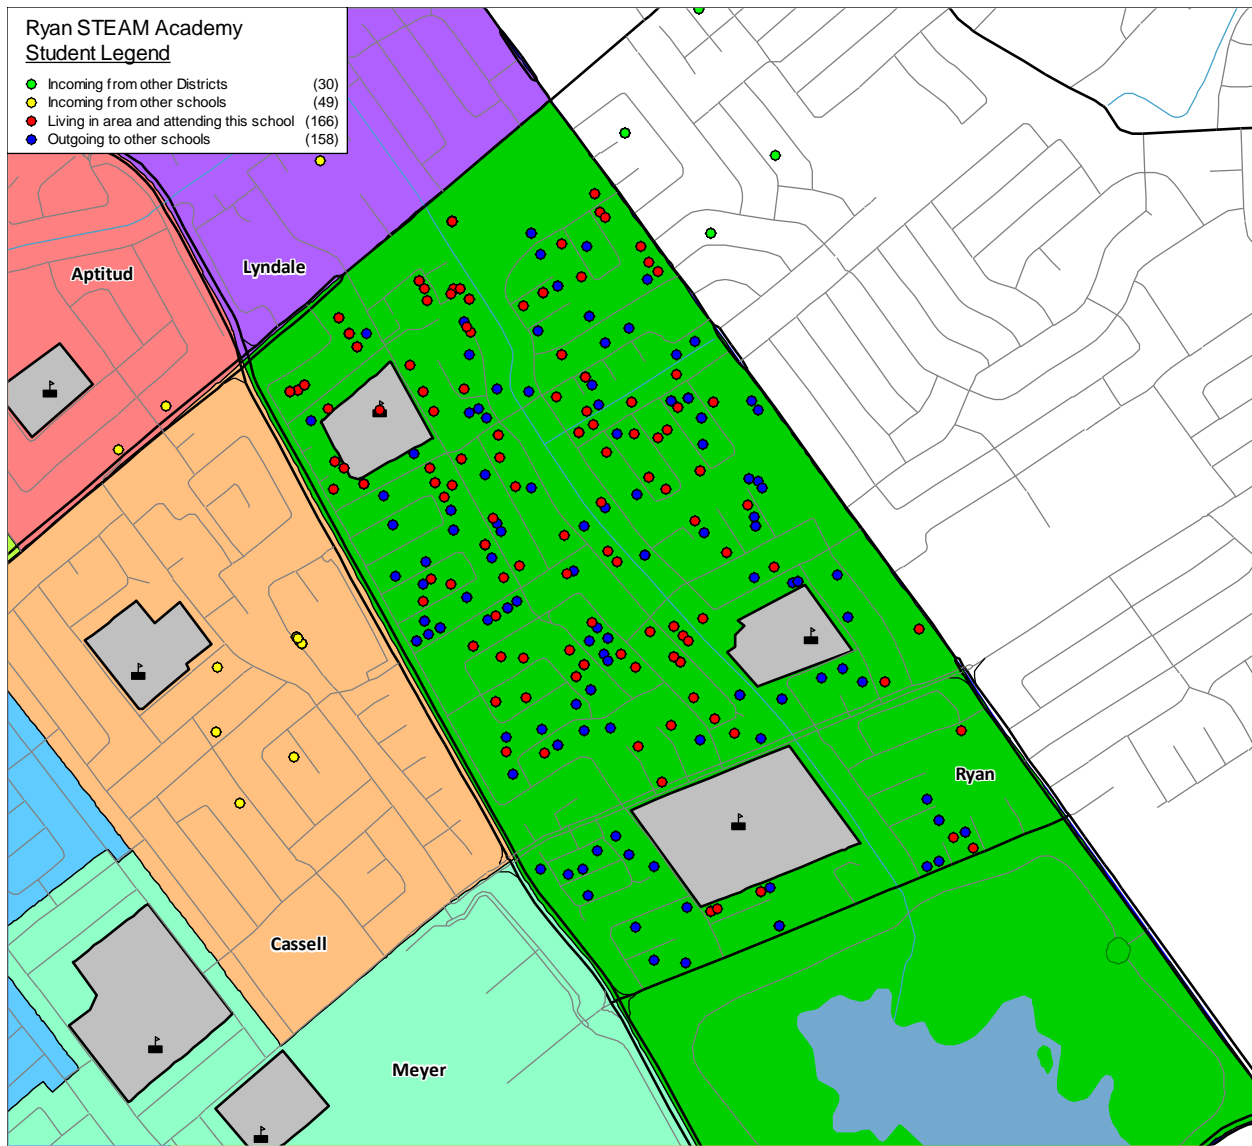 Ryan STEAM Academy
Student Legend
Incoming from other Districts (30)
Incoming from other schools (49)
Living in area and attending this school (166)
Outgoing to other schools (158)
Aptitud
Lyndale
Ryan
Cassell
Meyer